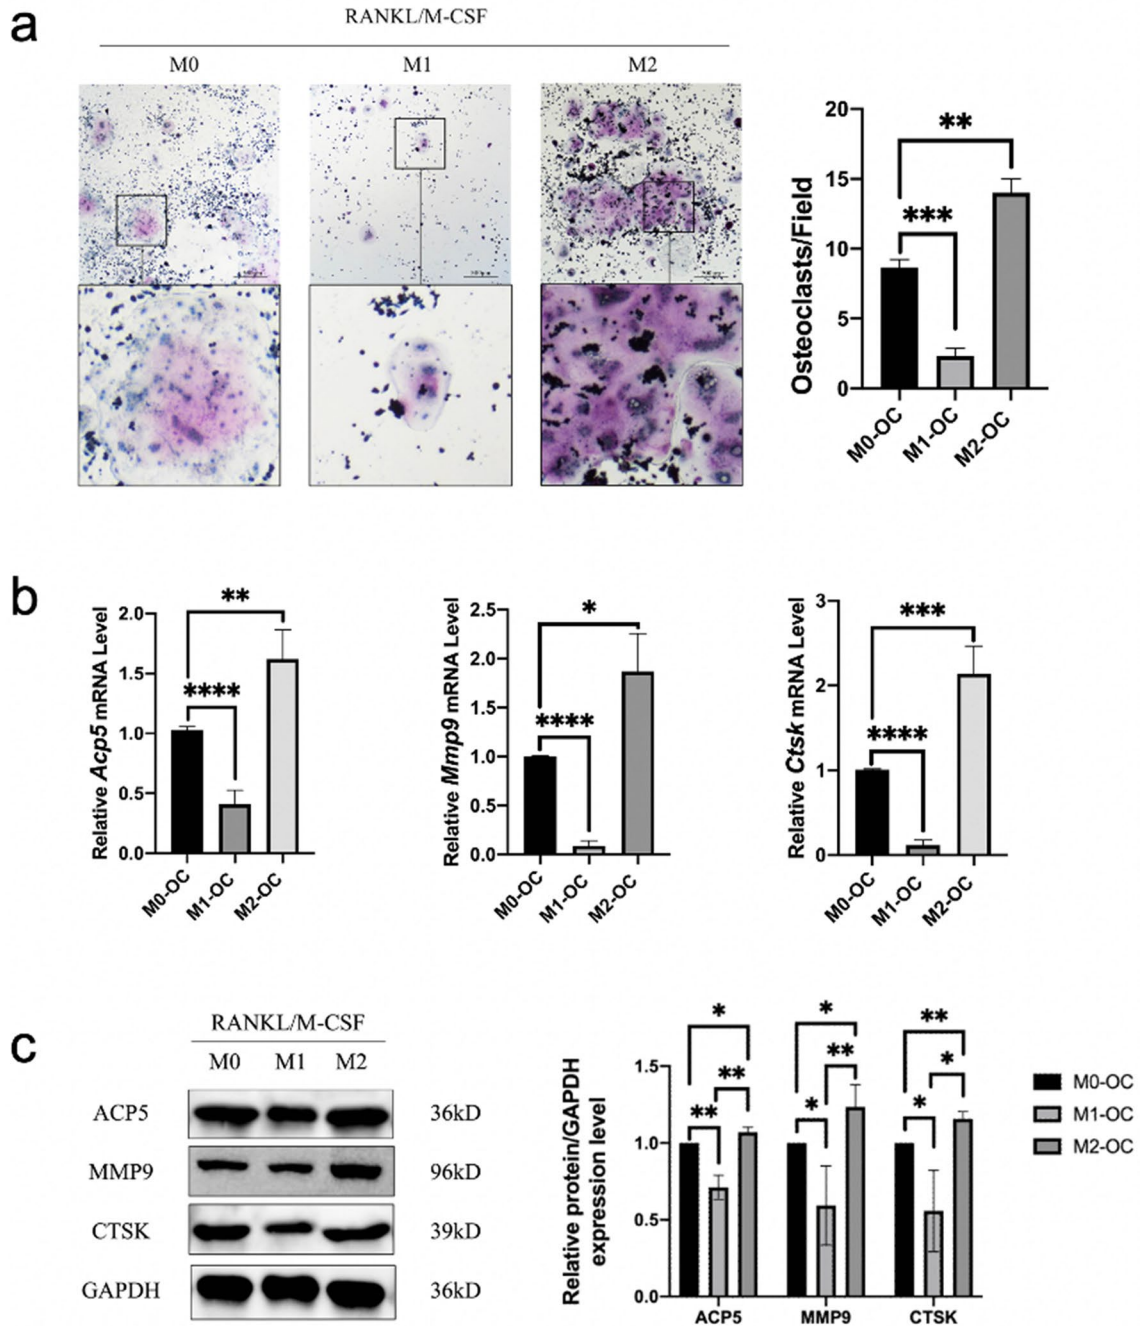 a
RANKL/M-CSF
M0 M1 M2
Osteoclasts/Field
20
15
10
5
0
**
***
M0-OC M1-OC M2-OC
b
Relative Acp5 mRNA Level
2.0
1.5
1.0
0.5
0.0
**
****
M0-OC M1-OC M2-OC
Relative Mmp9 mRNA Level
2.5
2.0
1.5
1.0
0.5
0.0
*
****
M0-OC M1-OC M2-OC
Relative Ctsk mRNA Level
3
2
1
0
***
****
M0-OC M1-OC M2-OC
c
RANKL/M-CSF
M0 M1 M2
ACP5 36kD
MMP9 96kD
CTSK 39kD
GAPDH 36kD
Relative protein/GAPDH
expression level
1.5
1.0
0.5
0.0
* * **
** ** *
** * *
ACP5 MMP9 CTSK
M0-OC
M1-OC
M2-OC